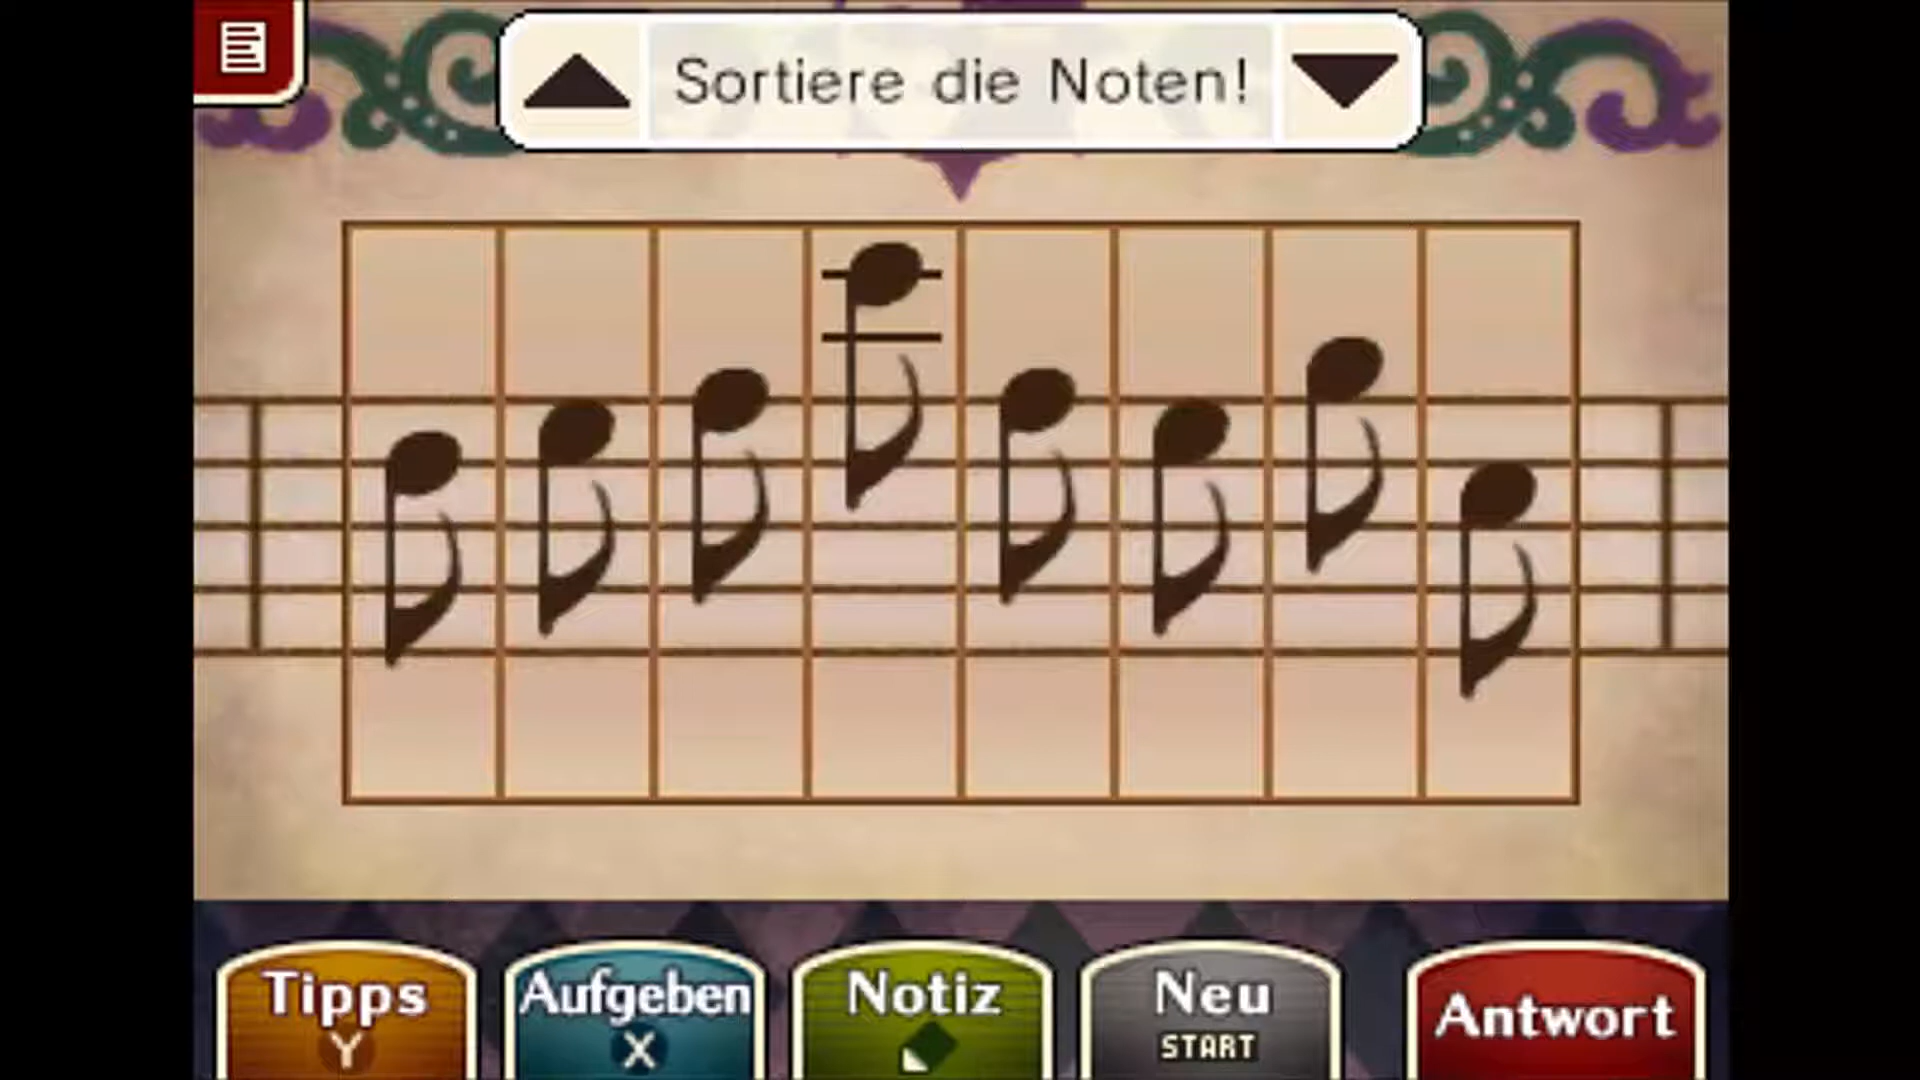 Sortiere die Noten!
Tipps
Y
Aufgeben
X
Notiz
Neu
START
Antwort